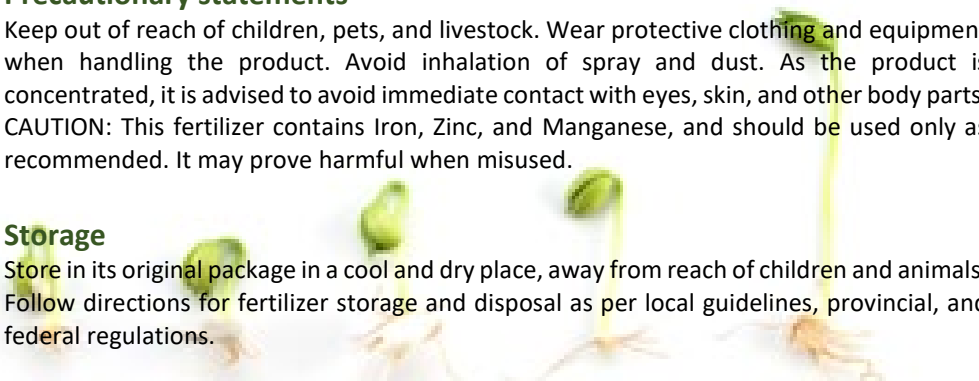 Precautionary statements
Keep out of reach of children, pets, and livestock. Wear protective clothing and equipmen
when handling the product. Avoid inhalation of spray and dust. As the product is
concentrated, it is advised to avoid immediate contact with eyes, skin, and other body parts
CAUTION: This fertilizer contains Iron, Zinc, and Manganese, and should be used only as
recommended. It may prove harmful when misused.
Storage
Store in its original package in a cool and dry place, away from reach of children and animals
Follow directions for fertilizer storage and disposal as per local guidelines, provincial, and
federal regulations.